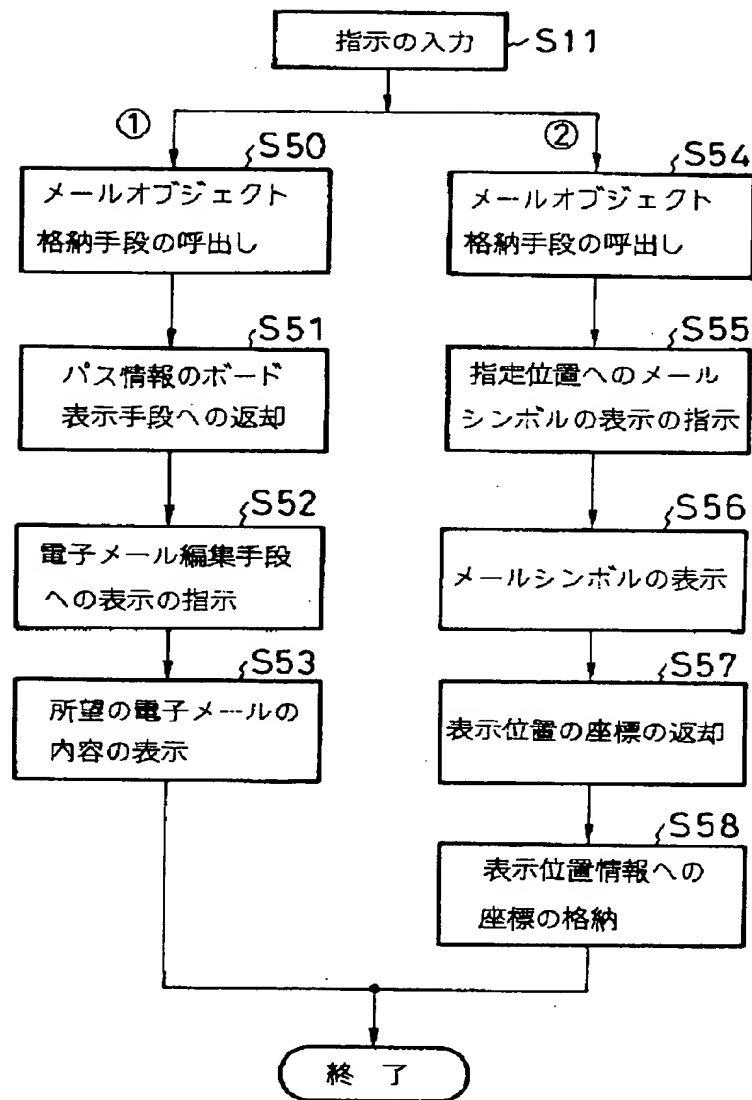 指示の入力 S11
①
S50
メールオブジェクト
格納手段の呼出し
S51
パス情報のボード
表示手段への返却
S52
電子メール編集手段
への表示の指示
S53
所望の電子メールの
内容の表示
②
S54
メールオブジェクト
格納手段の呼出し
S55
指定位置へのメール
シンボルの表示の指示
S56
メールシンボルの表示
S57
表示位置の座標の返却
S58
表示位置情報への
座標の格納
終了